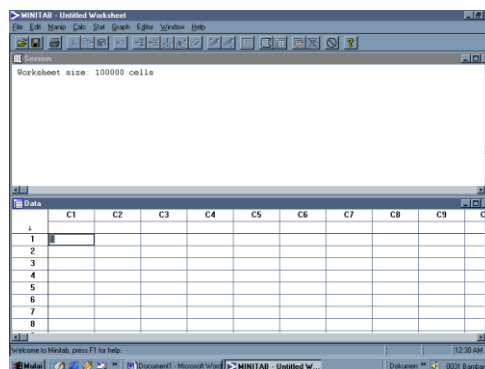 MINITAB - Untitled Worksheet
File Edit Manip Calc Stat Graph Editor Window Help
Session
Worksheet size: 100000 cells
Data
C1 C2 C3 C4 C5 C6 C7 C8 C9 C
↓
1
2
3
4
5
6
7
8
Welcome to Minitab, press F1 for help.
12:30 AM
Mulai » Document1 - Microsoft Word MINITAB - Untitled W... Dokumen »